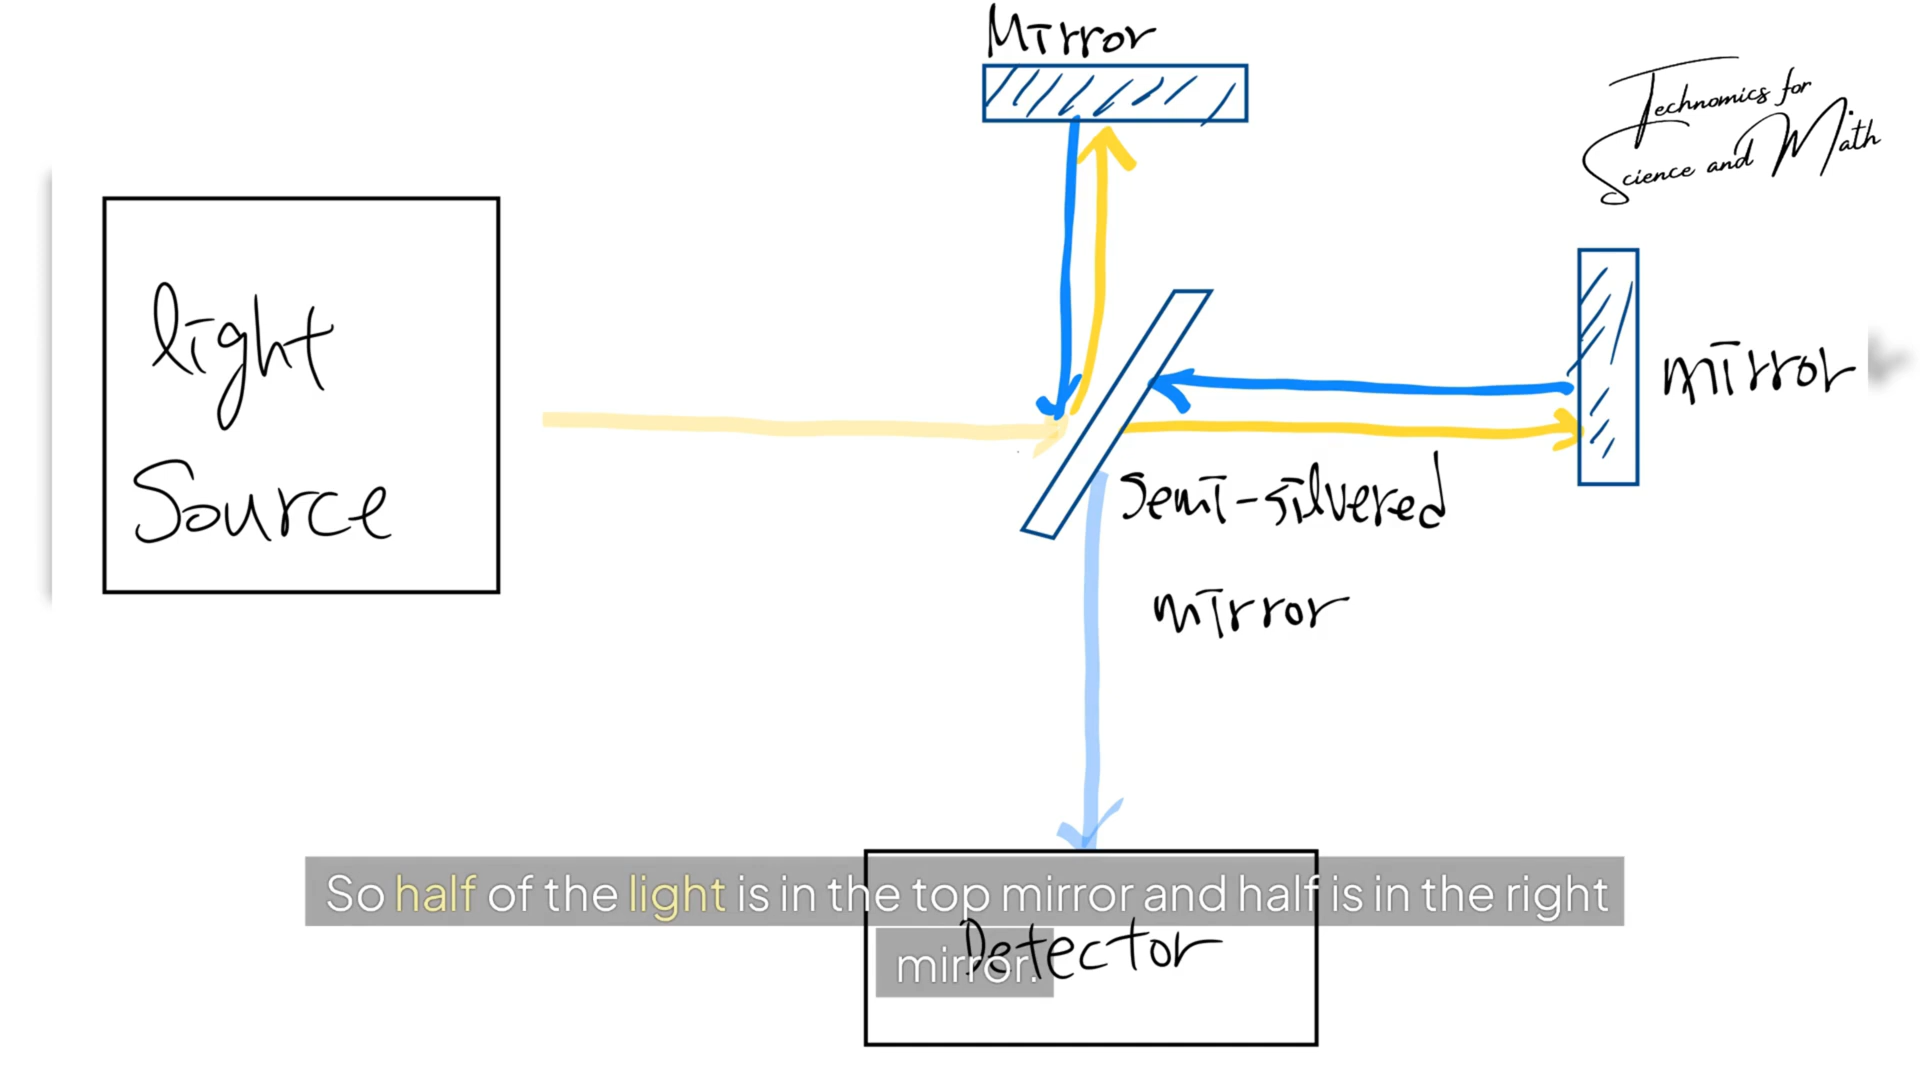 Mirror
Technomics for
Science and Math
light
Source
mirror
semi-silvered
mirror
So half of the light is in the top mirror and half is in the right
mirror.
Detector